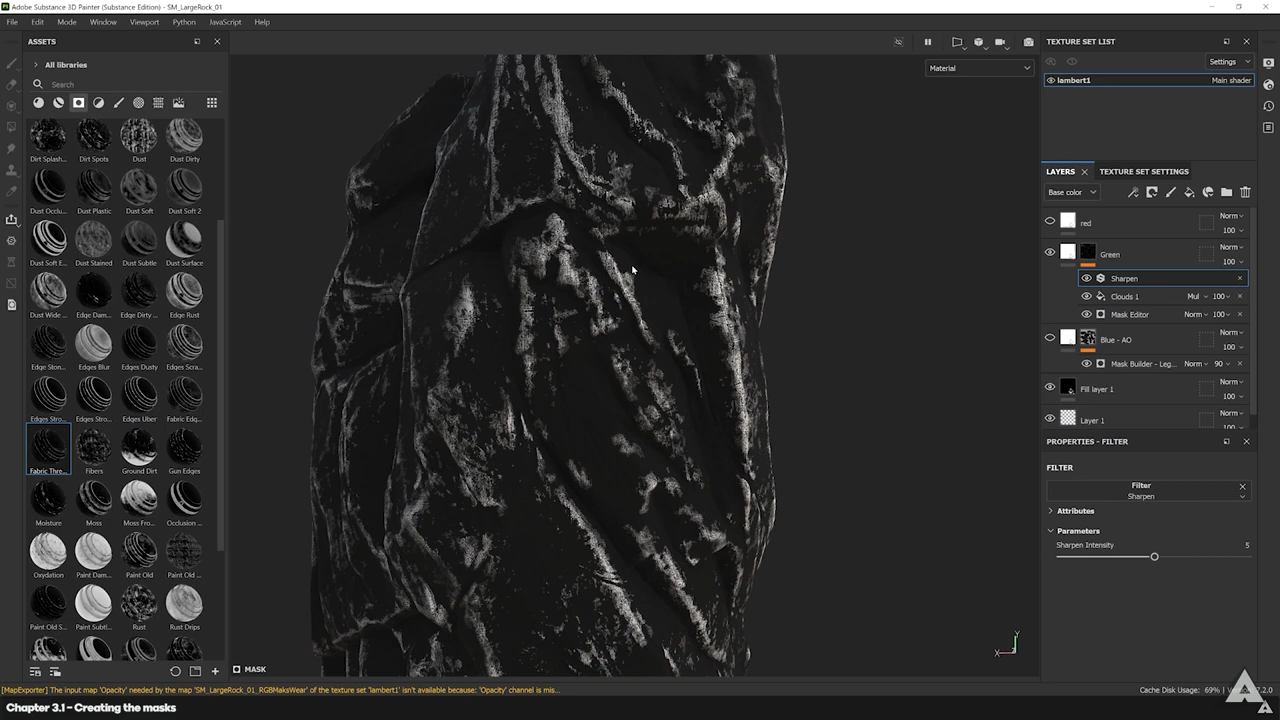 Adobe Substance 3D Painter (Substance Edition) - SM_LargeRock_01
File Edit Mode Window Viewport Python JavaScript Help
ASSETS
All libraries
Search
Dirt Splash... Dirt Spots Dust Dust Dirty
Dust Occlu... Dust Plastic Dust Soft Dust Soft 2
Dust Soft E... Dust Stained Dust Subtle Dust Surface
Dust Wide ... Edge Dam... Edge Dirty ... Edge Rust
Edge Ston... Edges Blur Edges Dusty Edges Scra...
Edges Stro... Edges Stro... Edges Uber Fabric Edg...
Fabric Thre... Fibers Ground Dirt Gun Edges
Moisture Moss Moss Fro... Occlusion ...
Oxydation Paint Dam... Paint Old Paint Old ...
Paint Old S... Paint Subtl... Rust Rust Drips
Material
MASK
Y
X
TEXTURE SET LIST
Settings
lambert1 Main shader
LAYERS TEXTURE SET SETTINGS
Base color
red Norm
100
Green Norm
100
Sharpen
Clouds 1 Mul 100
Mask Editor Norm 100
Blue - AO Norm
100
Mask Builder - Leg... Norm 90
Fill layer 1 Norm
100
Layer 1 Norm
100
PROPERTIES - FILTER
FILTER
Filter
Sharpen
Attributes
Parameters
Sharpen Intensity 5
[MapExporter] The input map 'Opacity' needed by the map 'SM_LargeRock_01_RGBMaksWear' of the texture set 'lambert1' isn't available because: 'Opacity' channel is mis...
Cache Disk Usage: 69% | 7.2.0
Chapter 3.1 - Creating the masks